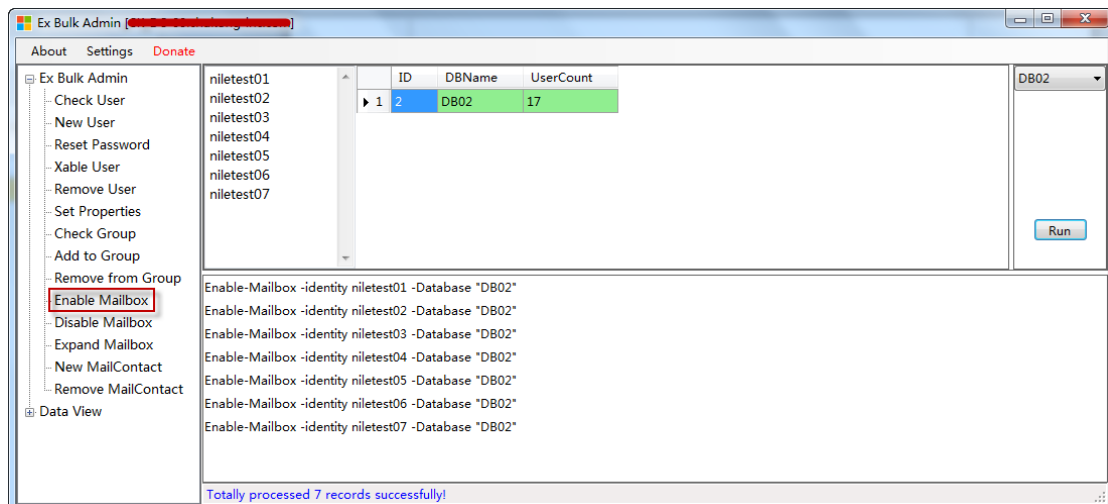 Ex Bulk Admin [
About Settings Donate
Ex Bulk Admin
Check User
New User
Reset Password
Xable User
Remove User
Set Properties
Check Group
Add to Group
Remove from Group
Enable Mailbox
Disable Mailbox
Expand Mailbox
New MailContact
Remove MailContact
Data View
niletest01
niletest02
niletest03
niletest04
niletest05
niletest06
niletest07
ID DBName UserCount
1 2 DB02 17
DB02
Run
Enable-Mailbox -identity niletest01 -Database "DB02"
Enable-Mailbox -identity niletest02 -Database "DB02"
Enable-Mailbox -identity niletest03 -Database "DB02"
Enable-Mailbox -identity niletest04 -Database "DB02"
Enable-Mailbox -identity niletest05 -Database "DB02"
Enable-Mailbox -identity niletest06 -Database "DB02"
Enable-Mailbox -identity niletest07 -Database "DB02"
Totally processed 7 records successfully!